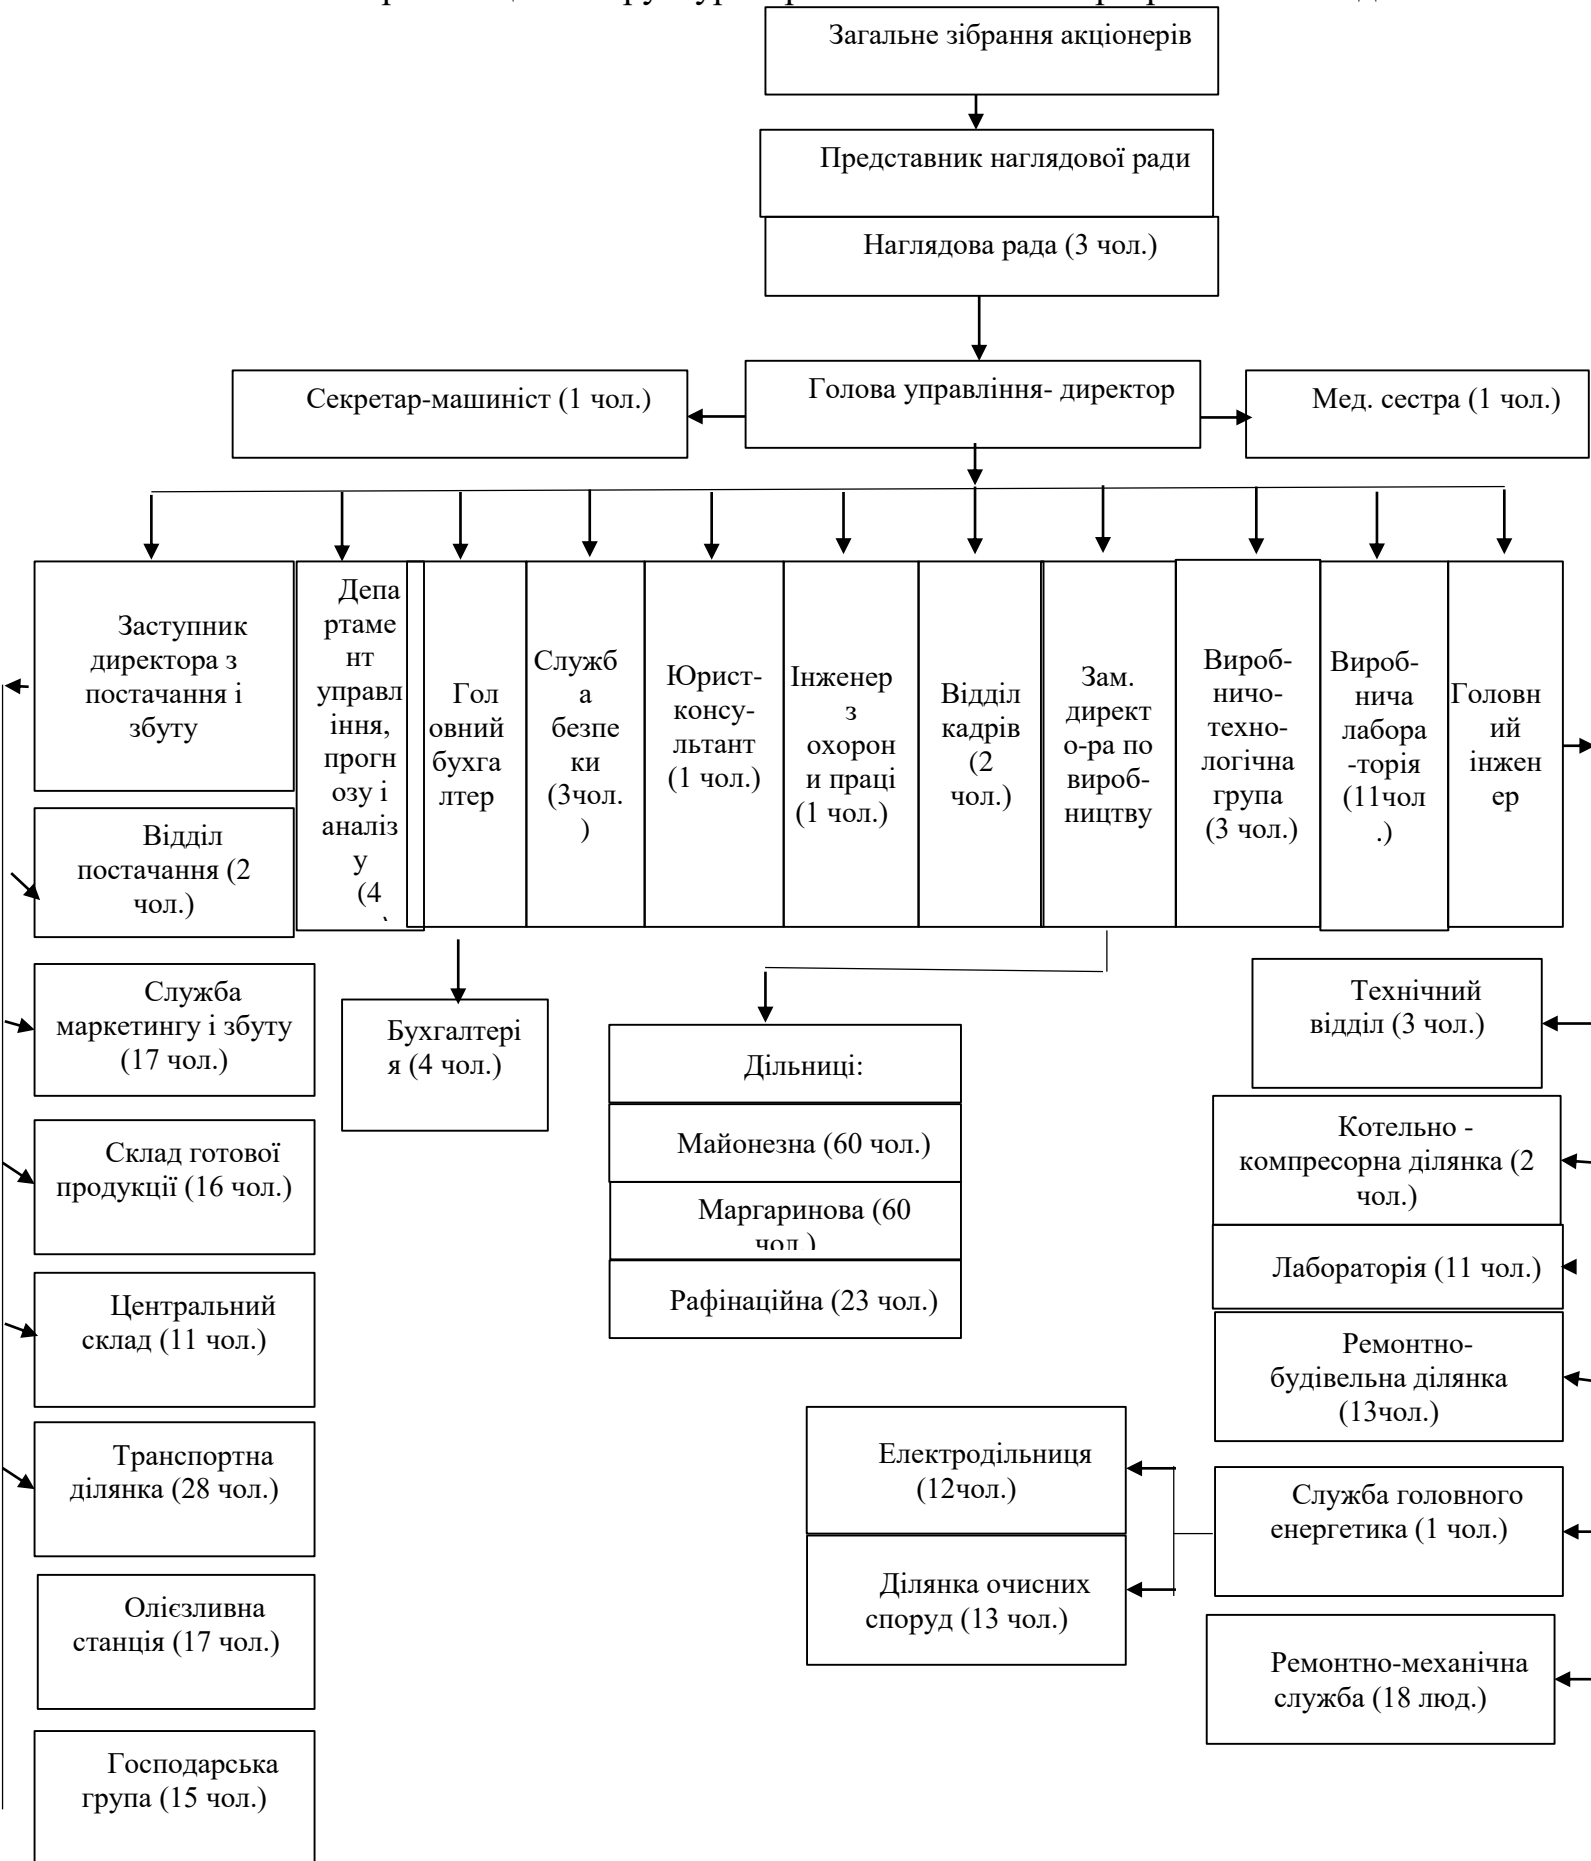 Загальне зібрання акціонерів
Представник наглядової ради
Наглядова рада (3 чол.)
Секретар-машиніст (1 чол.)
Голова управління- директор
Мед. сестра (1 чол.)
Заступник
директора з
постачання і
збуту
Депа
ртаме
нт
управл
іння,
прогн
озу і
аналіз
у
(4
Гол
овний
бухга
лтер
Служб
а
безпе
ки
(3чол.
)
Юрист-
консу-
льтант
(1 чол.)
Інженер
з
охорон
и праці
(1 чол.)
Відділ
кадрів
(2
чол.)
Зам.
директ
о-ра по
вироб-
ництву
Вироб-
ничо-
техно-
логічна
група
(3 чол.)
Вироб-
нича
лабора
-торія
(11чол
.)
Головн
ий
інжен
ер
Відділ
постачання (2
чол.)
Служба
маркетингу і збуту
(17 чол.)
Склад готової
продукції (16 чол.)
Центральний
склад (11 чол.)
Транспортна
ділянка (28 чол.)
Олієзливна
станція (17 чол.)
Господарська
група (15 чол.)
Бухгалтері
я (4 чол.)
Дільниці:
Майонезна (60 чол.)
Маргаринова (60
чол.)
Рафінаційна (23 чол.)
Електродільниця
(12чол.)
Ділянка очисних
споруд (13 чол.)
Технічний
відділ (3 чол.)
Котельно -
компресорна ділянка (2
чол.)
Лабораторія (11 чол.)
Ремонтно-
будівельна ділянка
(13чол.)
Служба головного
енергетика (1 чол.)
Ремонтно-механічна
служба (18 люд.)